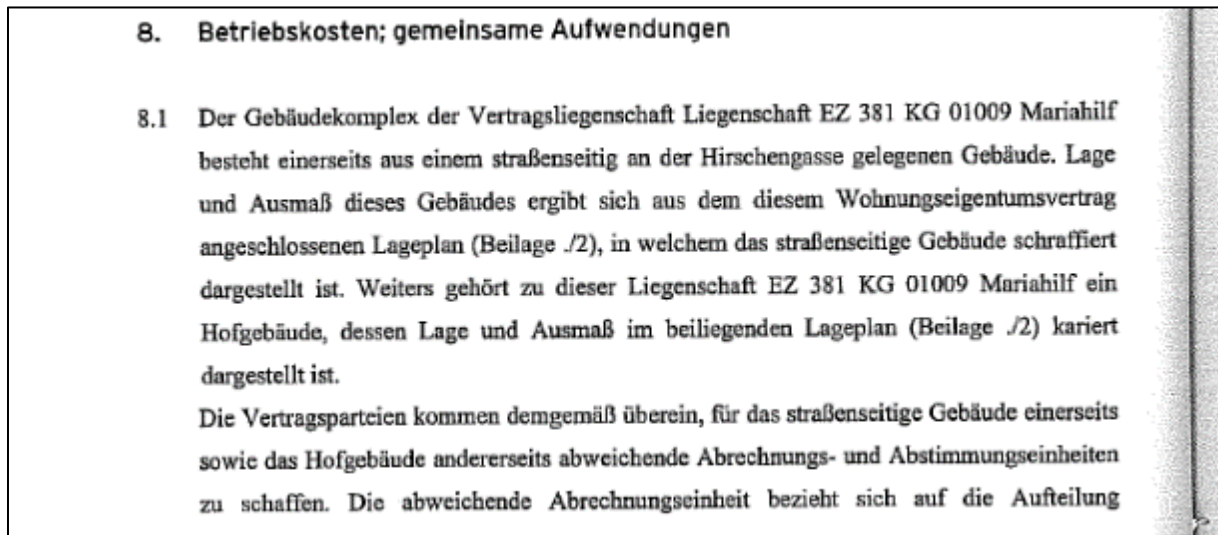 8. Betriebskosten; gemeinsame Aufwendungen
8.1 Der Gebäudekomplex der Vertragsliegenschaft Liegenschaft EZ 381 KG 01009 Mariahilf
besteht einerseits aus einem straßenseitig an der Hirschengasse gelegenen Gebäude. Lage
und Ausmaß dieses Gebäudes ergibt sich aus dem diesem Wohnungseigentumsvertrag
angeschlossenen Lageplan (Beilage ./2), in welchem das straßenseitige Gebäude schraffiert
dargestellt ist. Weiters gehört zu dieser Liegenschaft EZ 381 KG 01009 Mariahilf ein
Hofgebäude, dessen Lage und Ausmaß im beiliegenden Lageplan (Beilage ./2) kariert
dargestellt ist.
Die Vertragsparteien kommen demgemäß überein, für das straßenseitige Gebäude einerseits
sowie das Hofgebäude andererseits abweichende Abrechnungs- und Abstimmungseinheiten
zu schaffen. Die abweichende Abrechnungseinheit bezieht sich auf die Aufteilung